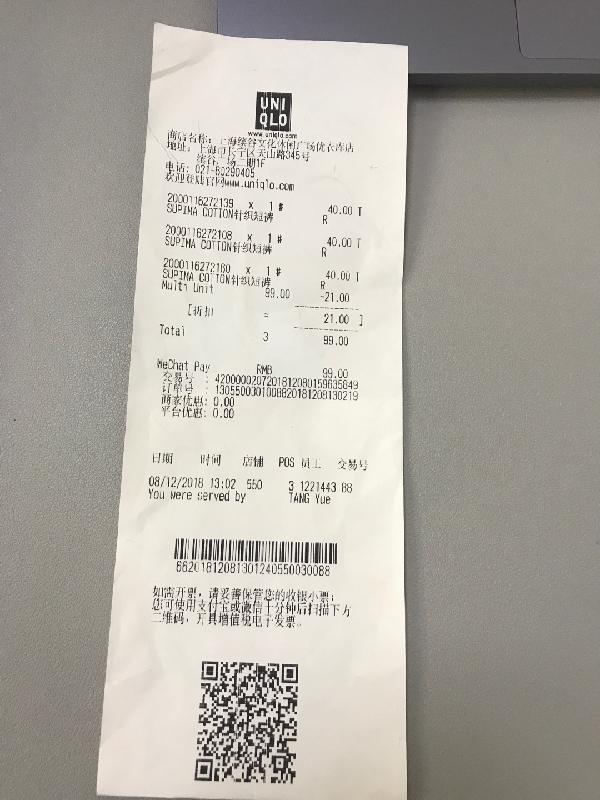 UNI
QLO
www.uniqlo.com
商店名称: 上海缤谷文化休闲广场优衣库店
地址: 上海市长宁区天山路345号
缤谷广场二期1F
电话: 021-80290405
欢迎登陆官网www.uniqlo.com
2000116272139 x 1 # 40.00 T
SUPIMA COTTON针织短裤 R
2000116272108 x 1 # 40.00 T
SUPIMA COTTON针织短裤 R
2000116272160 x 1 # 40.00 T
SUPIMA COTTON针织短裤 R
Multi Unit 99.00 -21.00
[折扣 = 21.00 ]
Total 3 99.00
WeChat Pay RMB 99.00
交易号 : 4200000207201812080159635849
订单号 : 13055000301008820181208130219
商家优惠: 0.00
平台优惠: 0.00
日期 时间 店铺 POS 员工 交易号
08/12/2018 13:02 550 3 1221443 88
You were served by TANG Yue
6620181208130124055003008​8
如需开票,请妥善保管您的收银小票;
您可使用支付宝或微信十分钟后扫描下方
二维码,开具增值税电子发票。